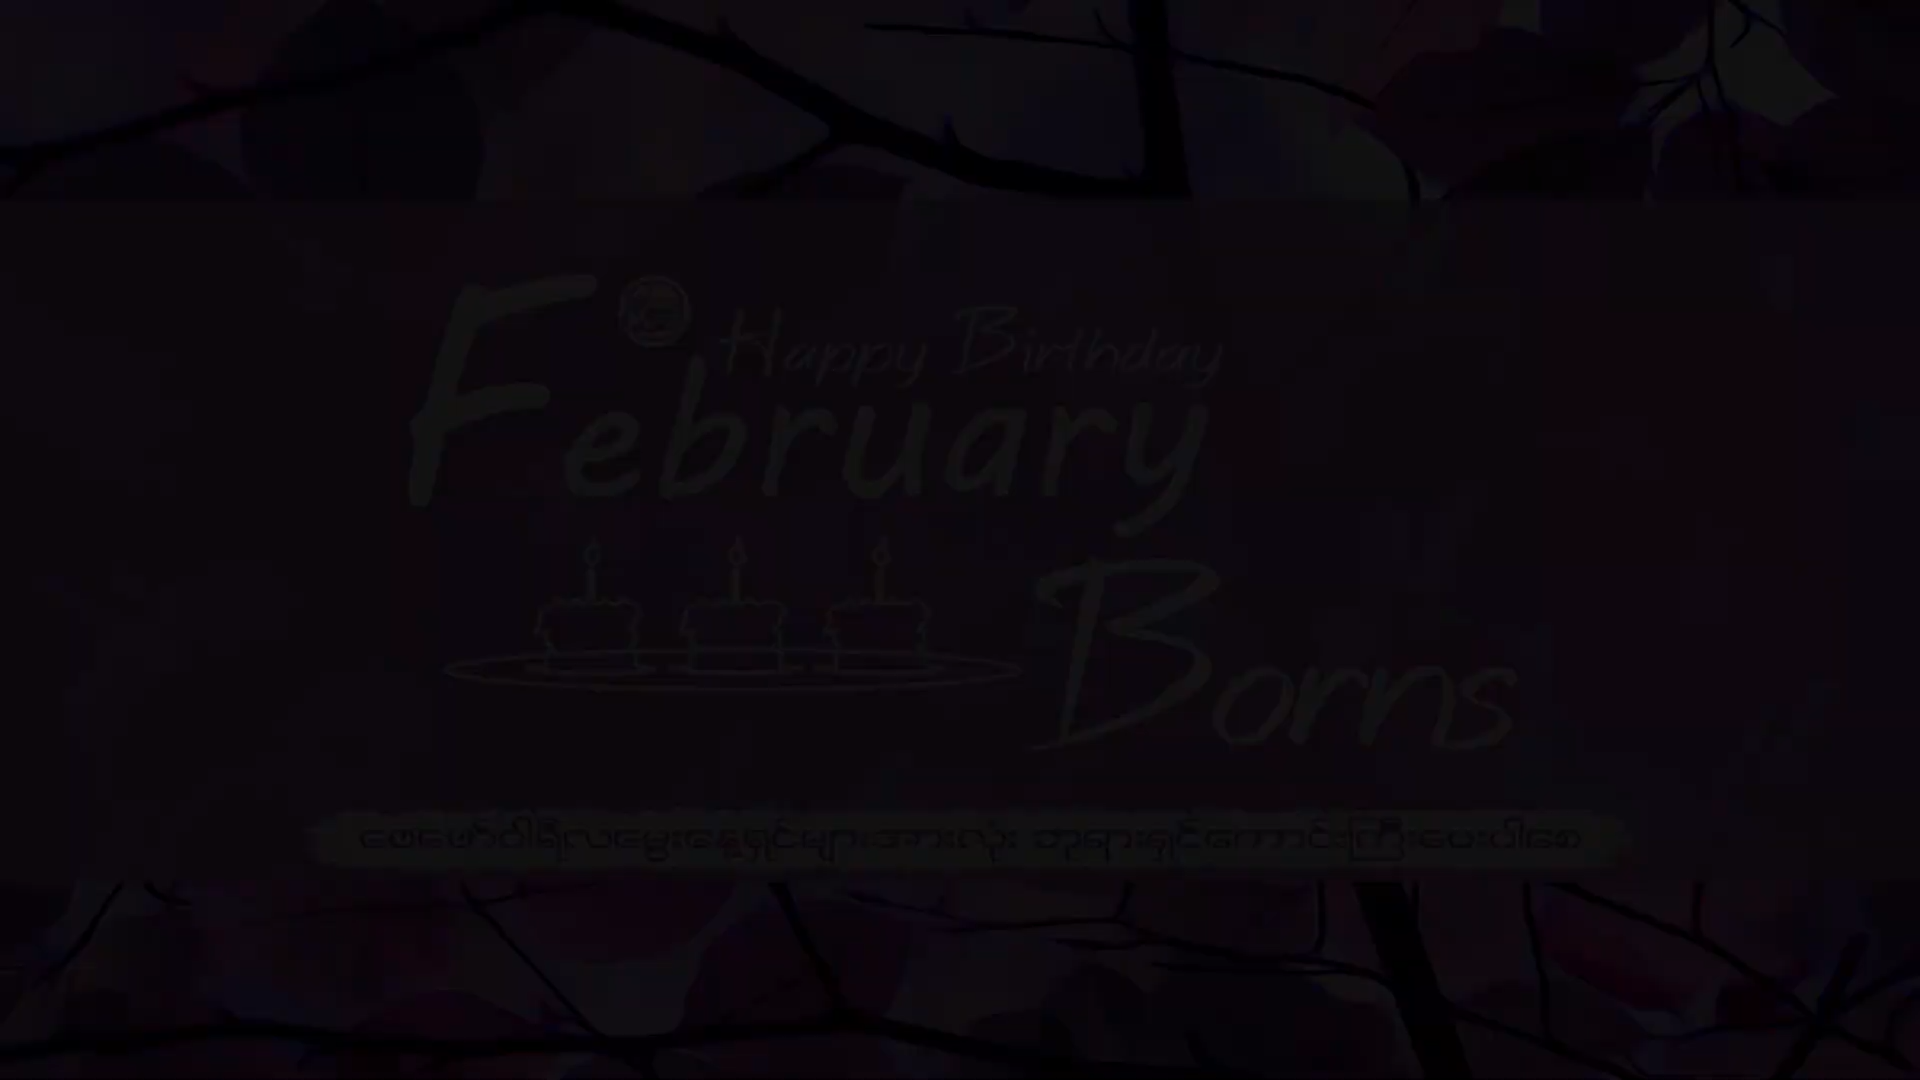 Happy Birthday
February
Borns
ဖေဖော်ဝါရီလမွေးနေ့ရှင်များအားလုံး ဘုရားရှင်ကောင်းကြီးပေးပါစေ